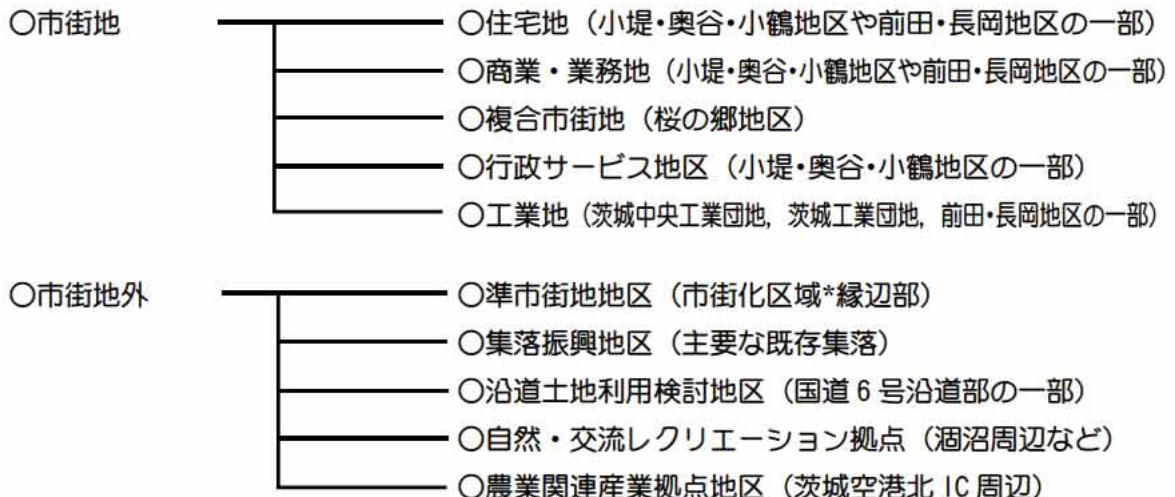 ○市街地
○住宅地（小堤・奥谷・小鶴地区や前田・長岡地区の一部）
○商業・業務地（小堤・奥谷・小鶴地区や前田・長岡地区の一部）
○複合市街地（桜の郷地区）
○行政サービス地区（小堤・奥谷・小鶴地区の一部）
○工業地（茨城中央工業団地，茨城工業団地，前田・長岡地区の一部）
○市街地外
○準市街地地区（市街化区域*縁辺部）
○集落振興地区（主要な既存集落）
○沿道土地利用検討地区（国道6号沿道部の一部）
○自然・交流レクリエーション拠点（涸沼周辺など）
○農業関連産業拠点地区（茨城空港北IC周辺）